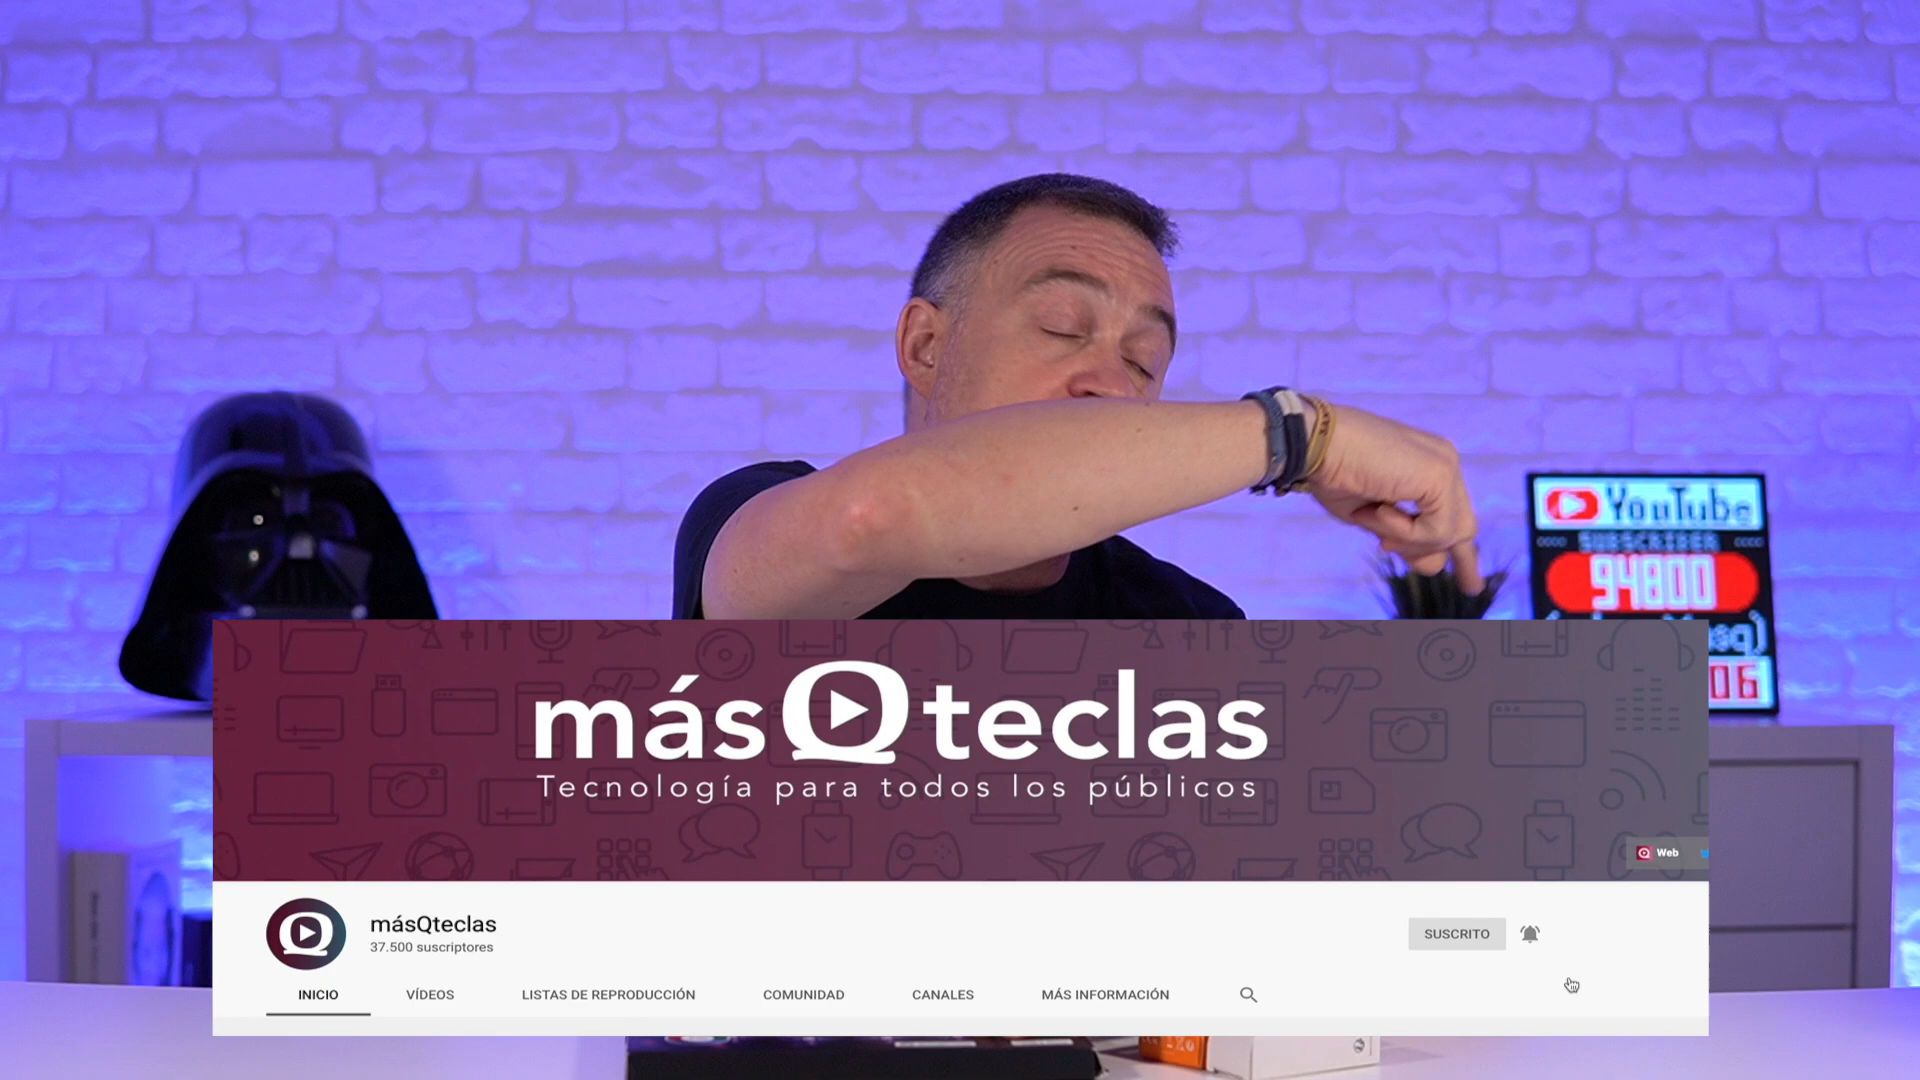 YouTube
SUBSCRIBER
94800
06
másQteclas
Tecnología para todos los públicos
Web
másQteclas
37.500 suscriptores
SUSCRITO
INICIO
VÍDEOS
LISTAS DE REPRODUCCIÓN
COMUNIDAD
CANALES
MÁS INFORMACIÓN